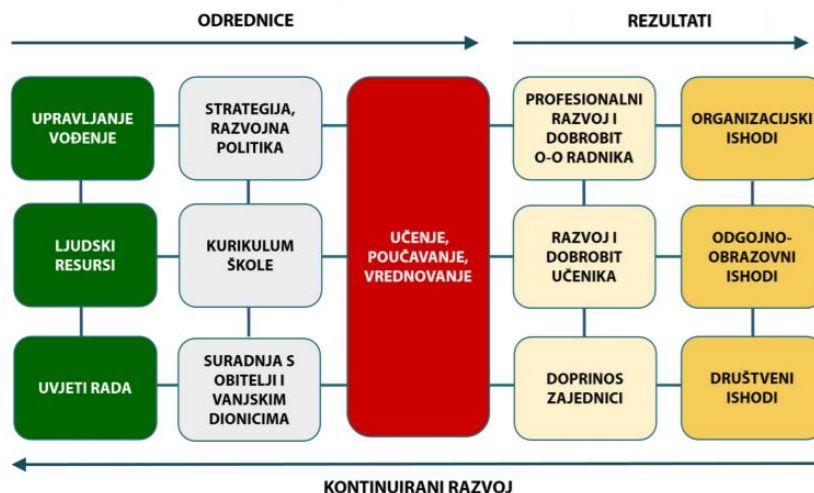 ODREDNICE
REZULTATI
UPRAVLJANJE
VOĐENJE
STRATEGIJA,
RAZVOJNA
POLITIKA
PROFESIONALNI
RAZVOJ I
DOBROBIT
O-O RADNIKA
ORGANIZACIJSKI
ISHODI
LJUDSKI
RESURSI
KURIKULUM
ŠKOLE
UČENJE,
POUČAVANJE,
VREDNOVANJE
RAZVOJ I
DOBROBIT
UČENIKA
ODGOJNO-
OBRAZOVNI
ISHODI
UVJETI RADA
SURADNJA S
OBITELJI I
VANJSKIM
DIONICIMA
DOPRINOS
ZAJEDNICI
DRUŠTVENI
ISHODI
KONTINUIRANI RAZVOJ